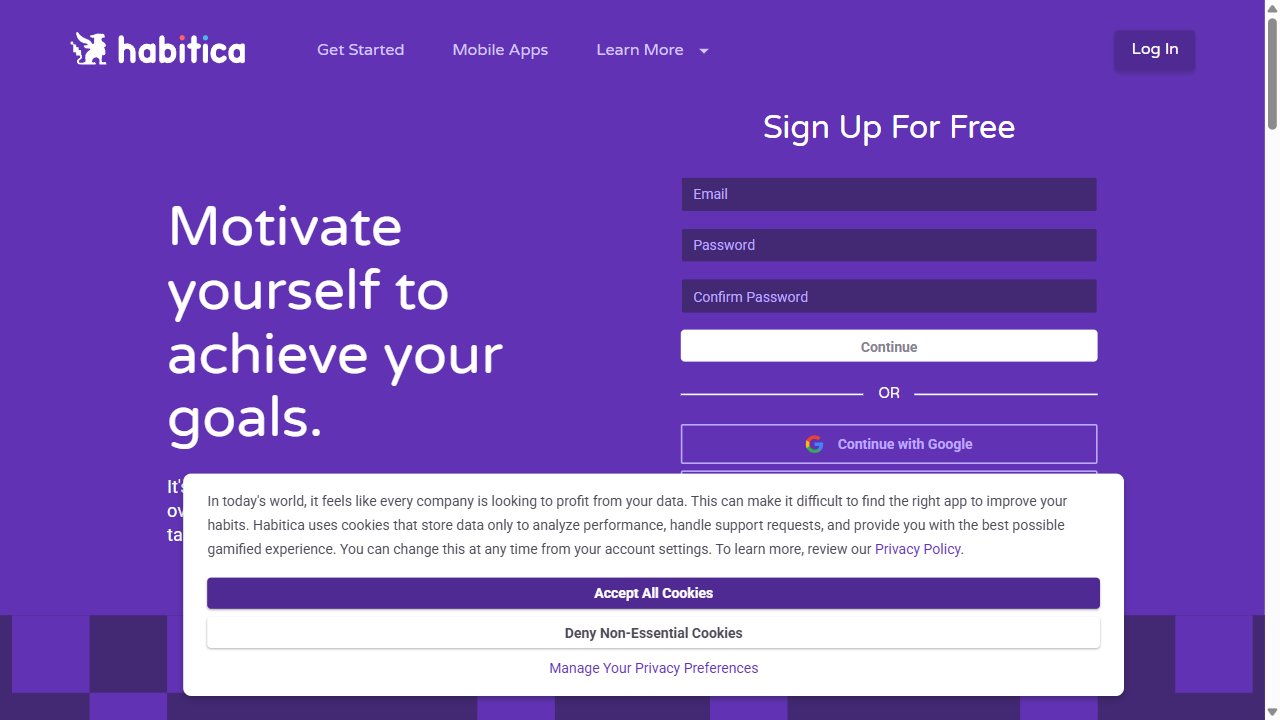 habitica
Get Started
Mobile Apps
Learn More
Log In
Sign Up For Free
Email
Password
Confirm Password
Continue
OR
Continue with Google
Motivate
yourself to
achieve your
goals.
It's
ov
ta
In today's world, it feels like every company is looking to profit from your data. This can make it difficult to find the right app to improve your
habits. Habitica uses cookies that store data only to analyze performance, handle support requests, and provide you with the best possible
gamified experience. You can change this at any time from your account settings. To learn more, review our Privacy Policy.
Accept All Cookies
Deny Non-Essential Cookies
Manage Your Privacy Preferences